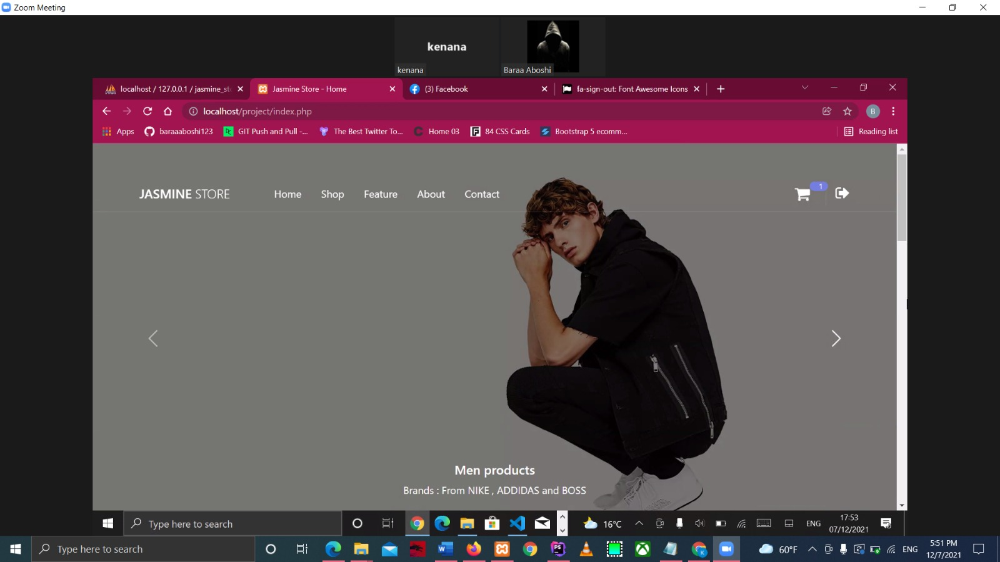 Zoom Meeting
kenana
kenana
Baraa Aboshi
localhost / 127.0.0.1 / jasmine_st
Jasmine Store - Home
(3) Facebook
fa-sign-out: Font Awesome Icons
localhost/project/index.php
B
Apps
baraaaboshi123
GIT Push and Pull -...
The Best Twitter To...
Home 03
84 CSS Cards
Bootstrap 5 ecomm...
Reading list
JASMINE STORE
Home
Shop
Feature
About
Contact
1
Men products
Brands : From NIKE , ADDIDAS and BOSS
Type here to search
16°C
ENG
17:53
07/12/2021
Type here to search
60°F
ENG
5:51 PM
12/7/2021